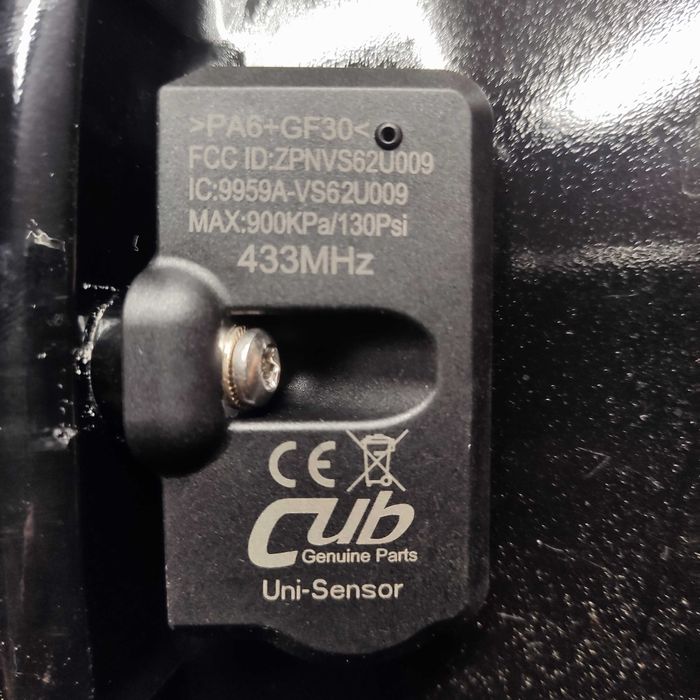 >PA6+GF30<
FCC ID:ZPNVS62U009
IC:9959A-VS62U009
MAX:900KPa/130Psi
433MHz
CE
Cub
Genuine Parts
Uni-Sensor